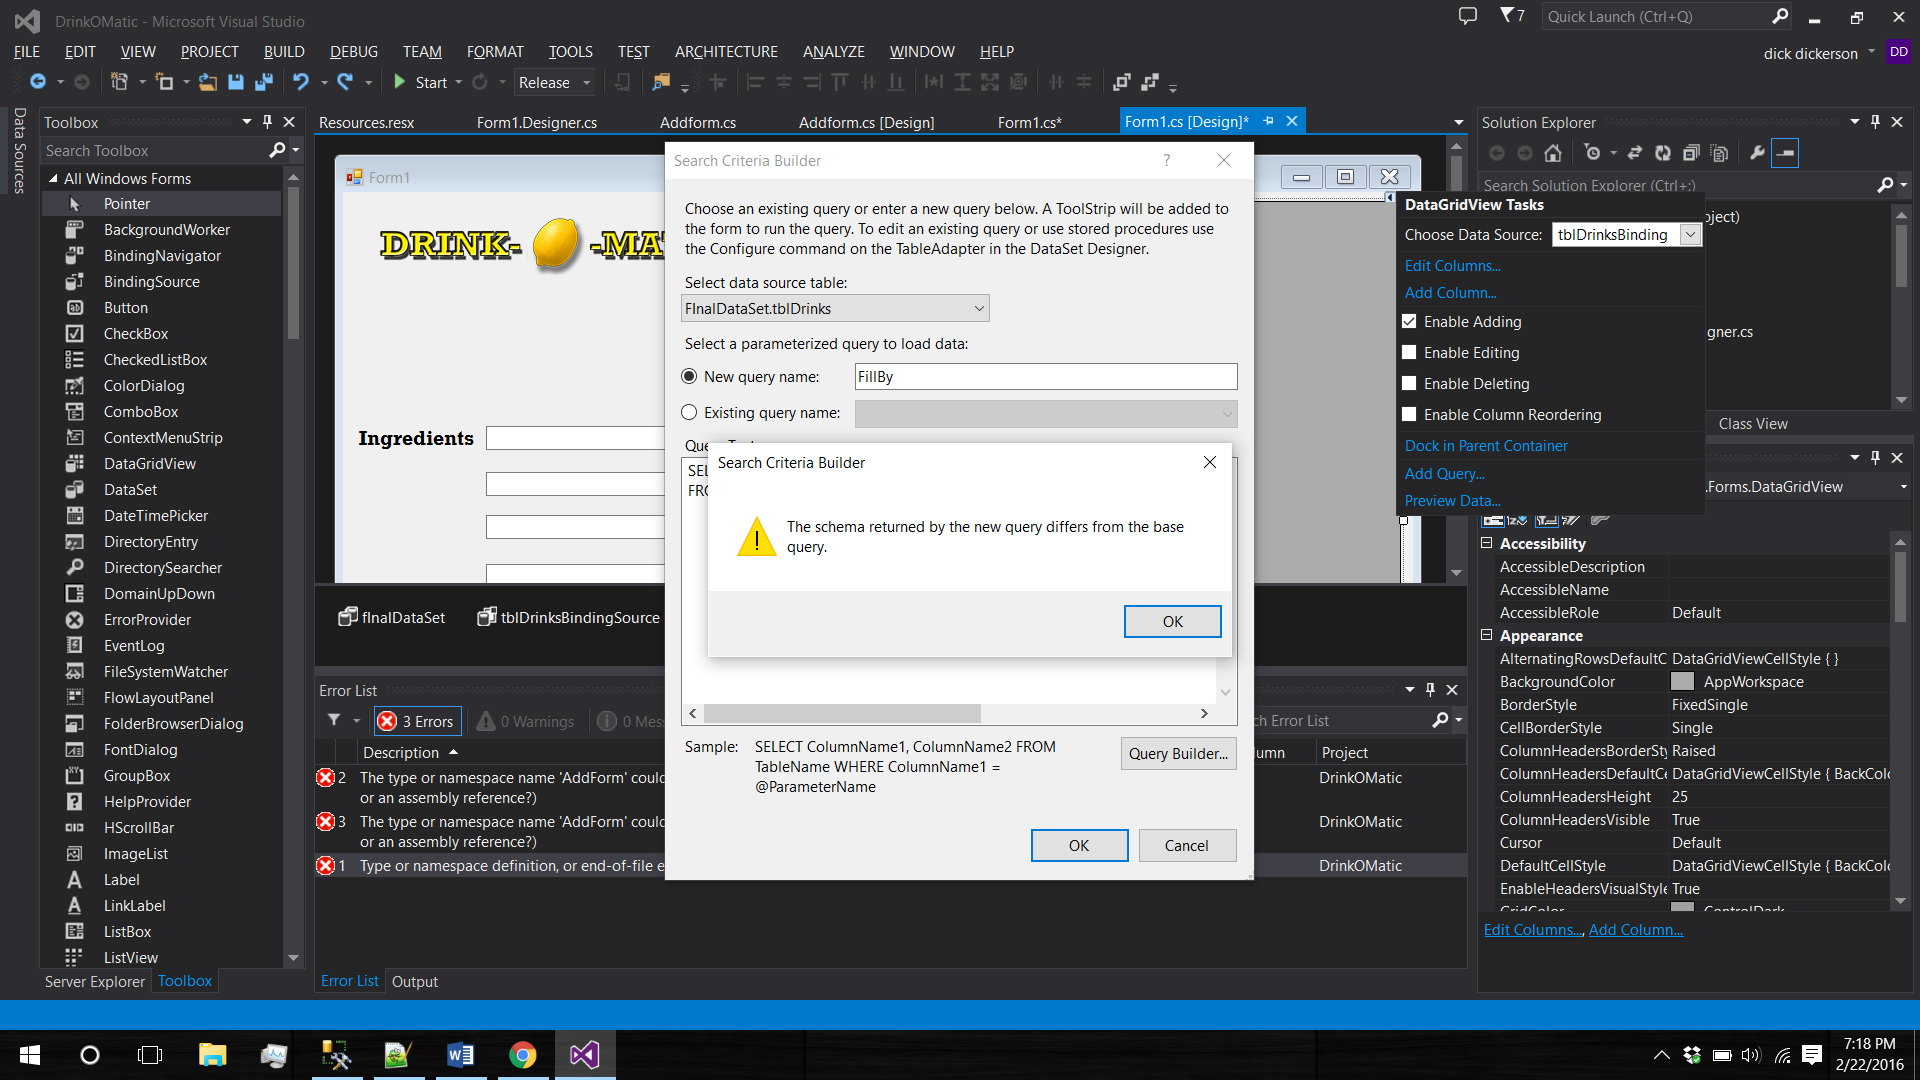 DrinkOMatic - Microsoft Visual Studio
7
Quick Launch (Ctrl+Q)
FILE EDIT VIEW PROJECT BUILD DEBUG TEAM FORMAT TOOLS TEST ARCHITECTURE ANALYZE WINDOW HELP
dick dickerson
DD
Start
Release
Data Sources
Toolbox
Search Toolbox
All Windows Forms
Pointer
BackgroundWorker
BindingNavigator
BindingSource
Button
CheckBox
CheckedListBox
ColorDialog
ComboBox
ContextMenuStrip
DataGridView
DataSet
DateTimePicker
DirectoryEntry
DirectorySearcher
DomainUpDown
ErrorProvider
EventLog
FileSystemWatcher
FlowLayoutPanel
FolderBrowserDialog
FontDialog
GroupBox
HelpProvider
HScrollBar
ImageList
Label
LinkLabel
ListBox
ListView
Server Explorer Toolbox
Resources.resx Form1.Designer.cs Addform.cs Addform.cs [Design] Form1.cs* Form1.cs [Design]*
Form1
DRINK- -MA
Ingredients
fInalDataSet tblDrinksBindingSource
Search Criteria Builder
?
Choose an existing query or enter a new query below. A ToolStrip will be added to
the form to run the query. To edit an existing query or use stored procedures use
the Configure command on the TableAdapter in the DataSet Designer.
Select data source table:
FInalDataSet.tblDrinks
Select a parameterized query to load data:
New query name: FillBy
Existing query name:
SEL
FRO
Search Criteria Builder
The schema returned by the new query differs from the base
query.
OK
Sample: SELECT ColumnName1, ColumnName2 FROM
TableName WHERE ColumnName1 =
@ParameterName
Query Builder...
OK Cancel
Error List
3 Errors 0 Warnings 0 Mes
ch Error List
Description umn Project
2 The type or namespace name 'AddForm' coul
or an assembly reference?)
DrinkOMatic
3 The type or namespace name 'AddForm' coul
or an assembly reference?)
DrinkOMatic
1 Type or namespace definition, or end-of-file e
DrinkOMatic
Error List Output
Solution Explorer
Search Solution Explorer (Ctrl+;)
oject)
gner.cs
DataGridView Tasks
Choose Data Source: tblDrinksBinding
Edit Columns...
Add Column...
Enable Adding
Enable Editing
Enable Deleting
Enable Column Reordering
Dock in Parent Container
Add Query...
Preview Data...
Class View
.Forms.DataGridView
Accessibility
AccessibleDescription
AccessibleName
AccessibleRole Default
Appearance
AlternatingRowsDefaultC DataGridViewCellStyle { }
BackgroundColor AppWorkspace
BorderStyle FixedSingle
CellBorderStyle Single
ColumnHeadersBorderSty Raised
ColumnHeadersDefaultCe DataGridViewCellStyle { BackColo
ColumnHeadersHeight 25
ColumnHeadersVisible True
Cursor Default
DefaultCellStyle DataGridViewCellStyle { BackColo
EnableHeadersVisualStyle True
GridColor ControlDark
Edit Columns..., Add Column...
7:18 PM
2/22/2016